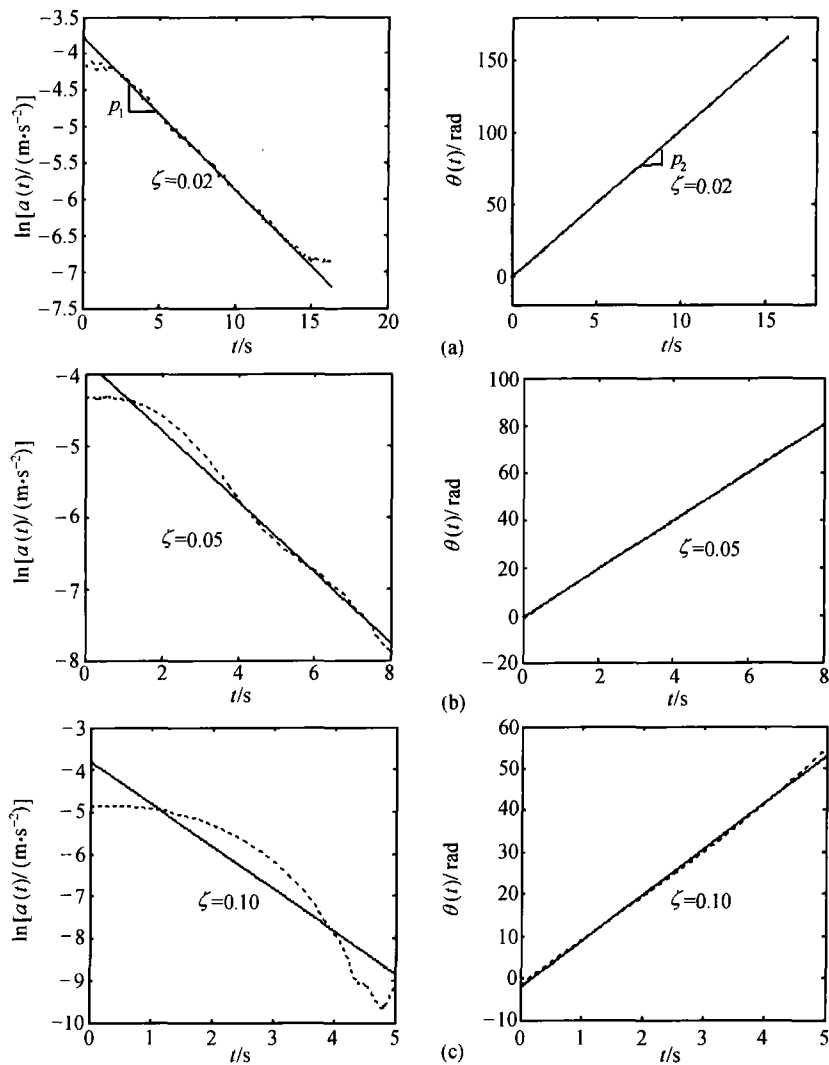 −3.5
−4
−4.5
−5
−5.5
−6
−6.5
−7
−7.5
ln[a(t)/(m·s⁻²)]
p₁
ζ=0.02
0 5 10 15 20
t/s
150
100
50
0
θ(t)/rad
p₂
ζ=0.02
0 5 10 15
t/s
(a)
−4
−5
−6
−7
−8
ln[a(t)/(m·s⁻²)]
ζ=0.05
0 2 4 6 8
t/s
100
80
60
40
20
0
−20
θ(t)/rad
ζ=0.05
0 2 4 6 8
t/s
(b)
−3
−4
−5
−6
−7
−8
−9
−10
ln[a(t)/(m·s⁻²)]
ζ=0.10
0 1 2 3 4 5
t/s
60
50
40
30
20
10
0
−10
θ(t)/rad
ζ=0.10
0 1 2 3 4 5
t/s
(c)